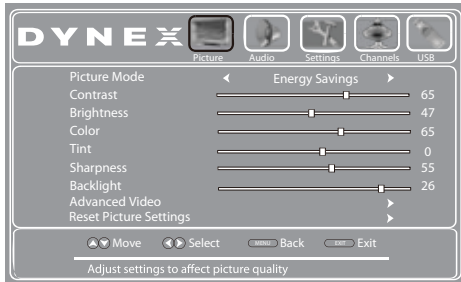 DYNEX
Picture Audio Settings Channels USB
Picture Mode Energy Savings
Contrast 65
Brightness 47
Color 65
Tint 0
Sharpness 55
Backlight 26
Advanced Video
Reset Picture Settings
Move Select MENU Back EXIT Exit
Adjust settings to affect picture quality